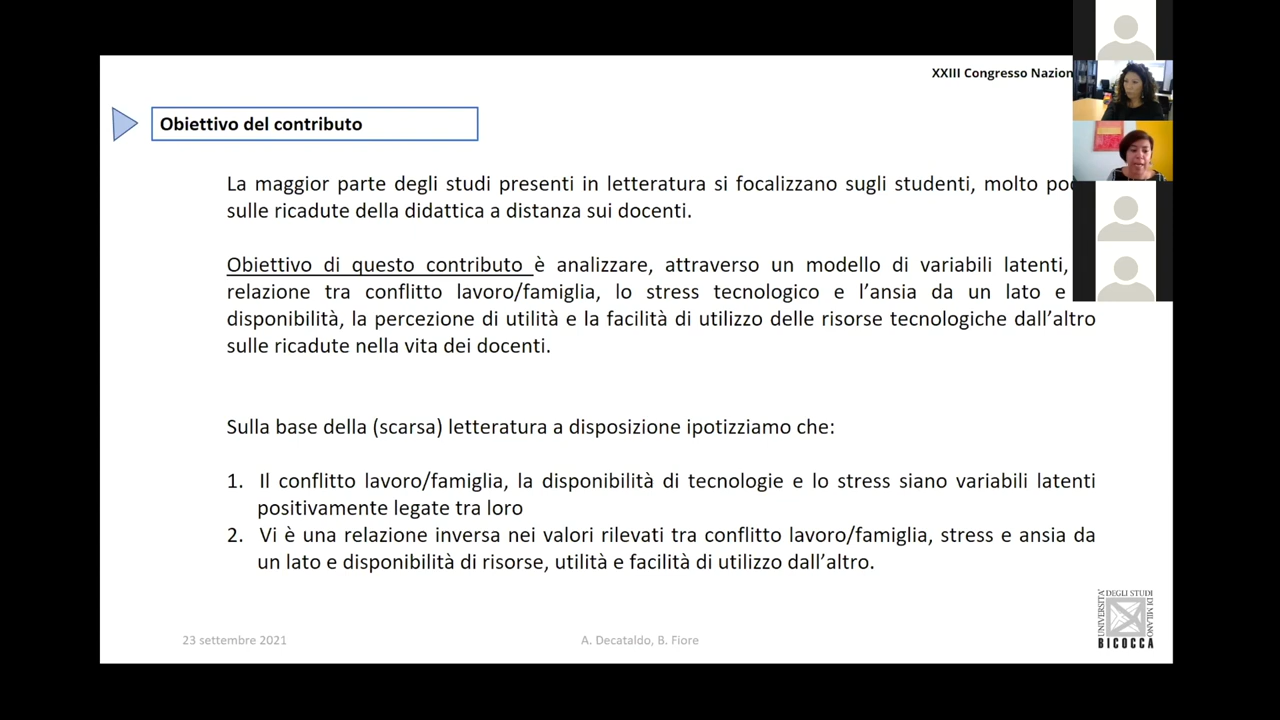 XXIII Congresso Nazion
Obiettivo del contributo
La maggior parte degli studi presenti in letteratura si focalizzano sugli studenti, molto
sulle ricadute della didattica a distanza sui docenti.
Obiettivo di questo contributo è analizzare, attraverso un modello di variabili latenti,
relazione tra conflitto lavoro/famiglia, lo stress tecnologico e l'ansia da un lato e
disponibilità, la percezione di utilità e la facilità di utilizzo delle risorse tecnologiche dall'altro
sulle ricadute nella vita dei docenti.
Sulla base della (scarsa) letteratura a disposizione ipotizziamo che:
1. Il conflitto lavoro/famiglia, la disponibilità di tecnologie e lo stress siano variabili latenti
positivamente legate tra loro
2. Vi è una relazione inversa nei valori rilevati tra conflitto lavoro/famiglia, stress e ansia da
un lato e disponibilità di risorse, utilità e facilità di utilizzo dall'altro.
23 settembre 2021
A. Decataldo, B. Fiore
UNIVERSITA'
DEGLI STUDI
DI MILANO
BICOCCA